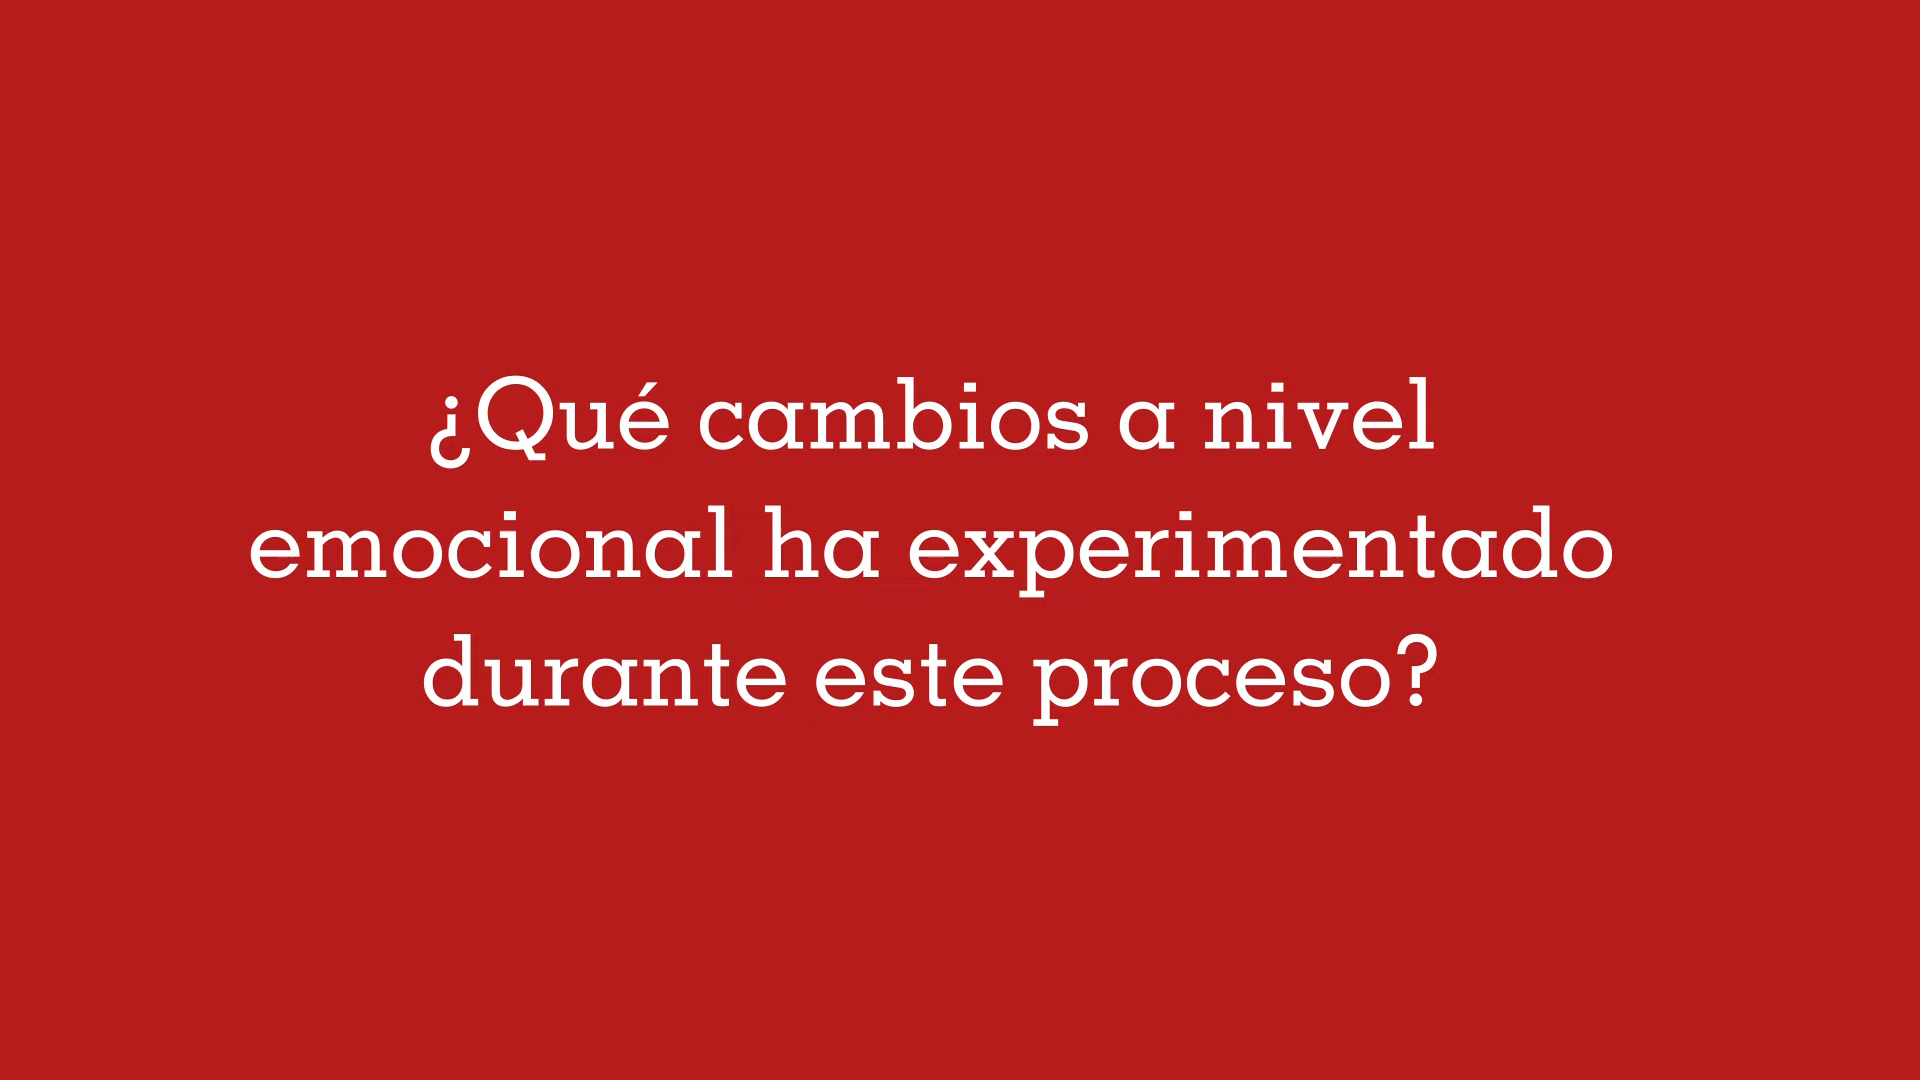 ¿Qué cambios a nivel
emocional ha experimentado
durante este proceso?